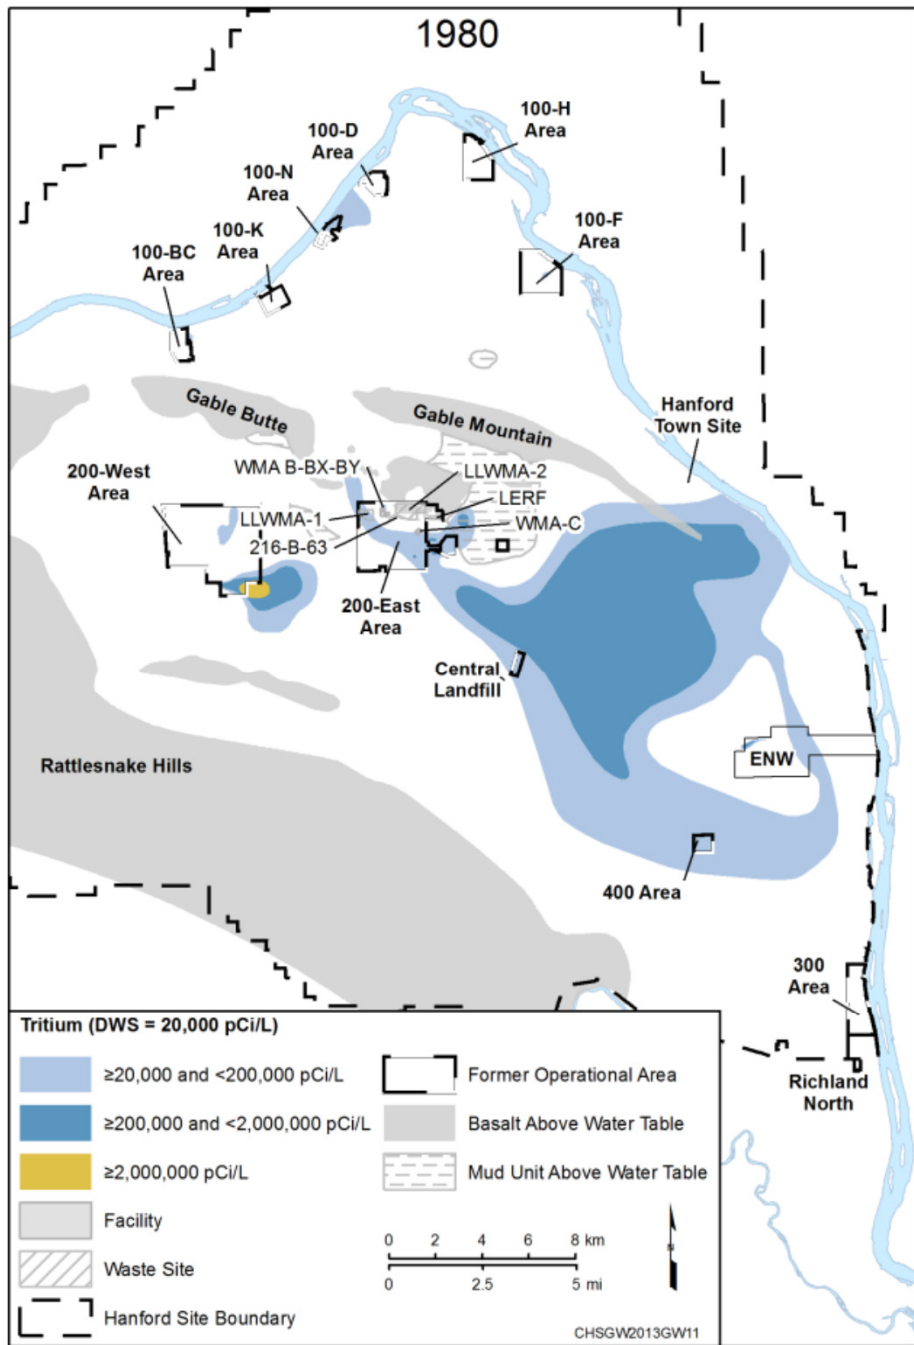 1980
100-H
Area
100-D
Area
100-N
Area
100-F
Area
100-K
Area
100-BC
Area
Gable Butte
Gable Mountain
Hanford
Town Site
200-West
Area
WMA B-BX-BY
LLWMA-2
LERF
LLWMA-1
WMA-C
216-B-63
200-East
Area
Central
Landfill
Rattlesnake Hills
ENW
400 Area
300
Area
Richland
North
Tritium (DWS = 20,000 pCi/L)
≥20,000 and <200,000 pCi/L
≥200,000 and <2,000,000 pCi/L
≥2,000,000 pCi/L
Facility
Waste Site
Hanford Site Boundary
Former Operational Area
Basalt Above Water Table
Mud Unit Above Water Table
0 2 4 6 8 km
0 2.5 5 mi
N
CHSGW2013GW11